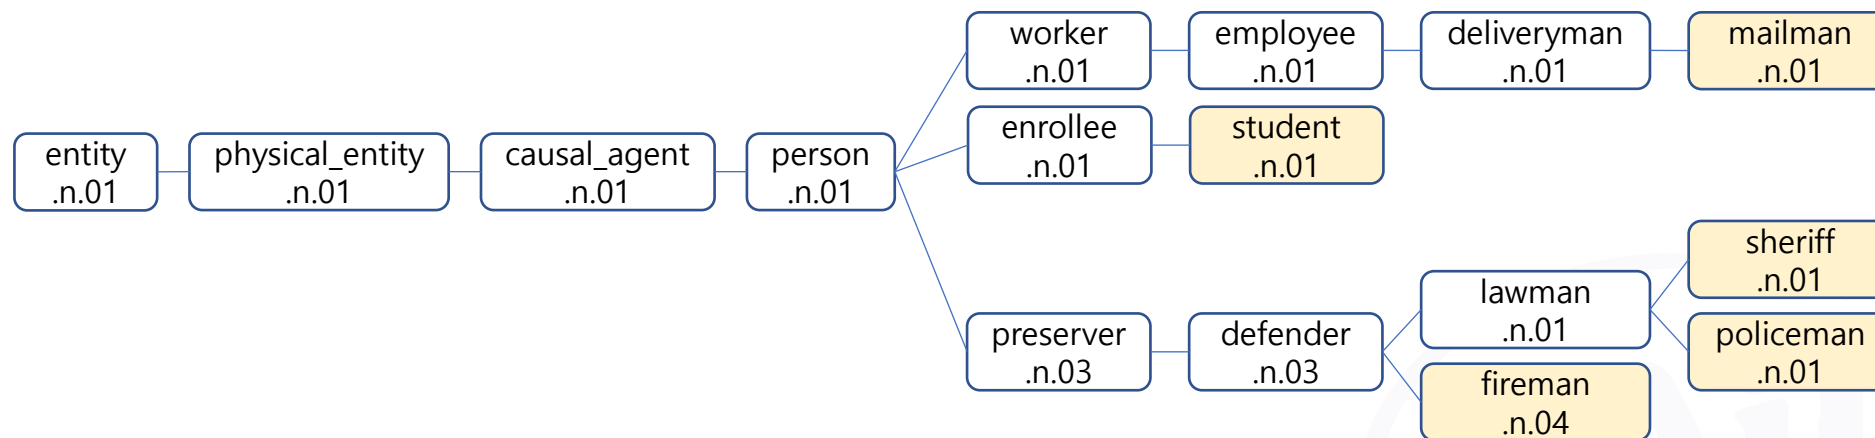 worker
.n.01
employee
.n.01
deliveryman
.n.01
mailman
.n.01
enrollee
.n.01
student
.n.01
entity
.n.01
physical_entity
.n.01
causal_agent
.n.01
person
.n.01
sheriff
.n.01
lawman
.n.01
preserver
.n.03
defender
.n.03
policeman
.n.01
fireman
.n.04